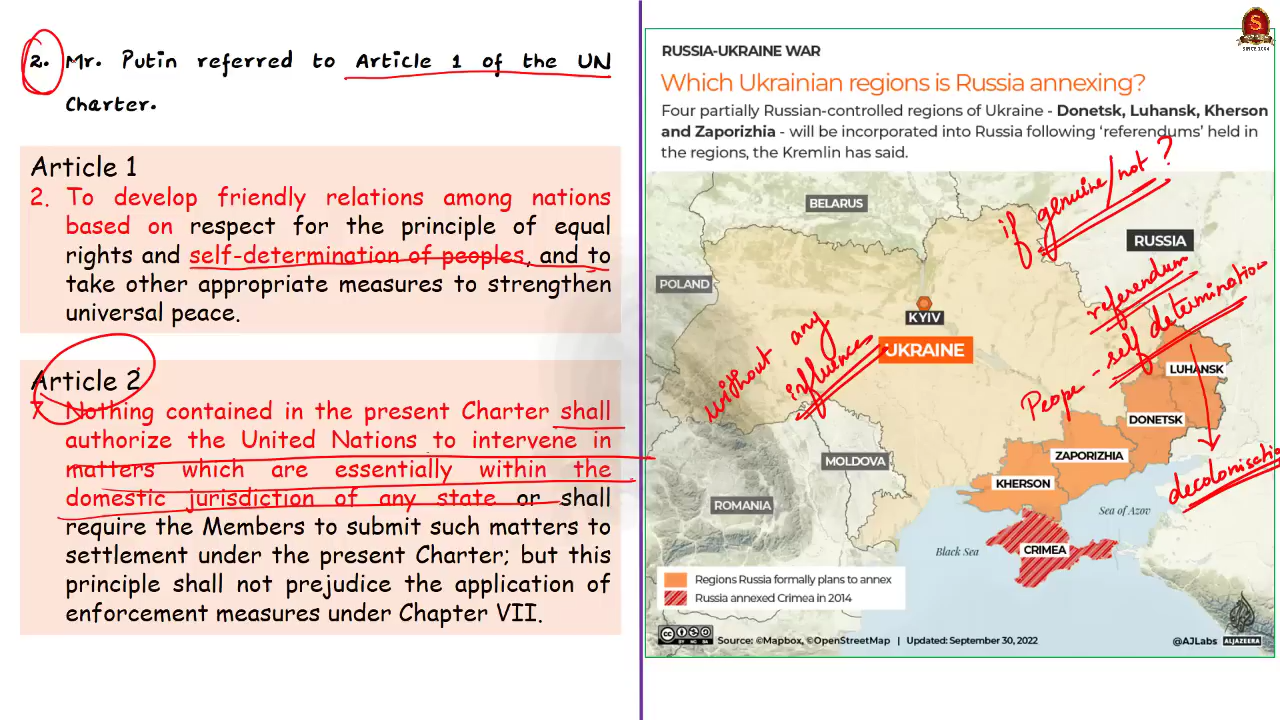 2. Mr. Putin referred to Article 1 of the UN
Charter.
Article 1
2. To develop friendly relations among nations
based on respect for the principle of equal
rights and self-determination of peoples, and to
take other appropriate measures to strengthen
universal peace.
Article 2
7. Nothing contained in the present Charter shall
authorize the United Nations to intervene in
matters which are essentially within the
domestic jurisdiction of any state or shall
require the Members to submit such matters to
settlement under the present Charter; but this
principle shall not prejudice the application of
enforcement measures under Chapter VII.
S
SINCE 2004
RUSSIA-UKRAINE WAR
Which Ukrainian regions is Russia annexing?
Four partially Russian-controlled regions of Ukraine - Donetsk, Luhansk, Kherson
and Zaporizhia - will be incorporated into Russia following 'referendums' held in
the regions, the Kremlin has said.
if genuine/not ?
BELARUS
RUSSIA
POLAND
referendum
KYIV
self determination
without any
influence
UKRAINE
LUHANSK
Peope -
DONETSK
ZAPORIZHIA
MOLDOVA
KHERSON
decolonisatio
ROMANIA
Sea of Azov
Black Sea
CRIMEA
Regions Russia formally plans to annex
Russia annexed Crimea in 2014
cc BY NC SA
Source: ©Mapbox, ©OpenStreetMap | Updated: September 30, 2022
@AJLabs
ALJAZEERA